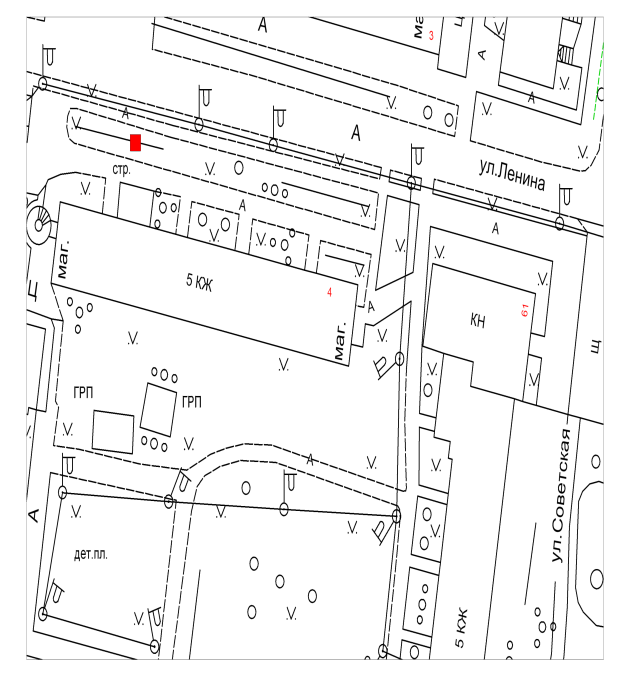 А
маг.
3
Ц
А
А
А
А
ул.Ленина
стр.
А
А
маг.
5 КЖ
4
А
61
КН
Щ
Ц
маг.
ГРП
ГРП
А
ул.Советская
А
дет.пл.
5 КЖ